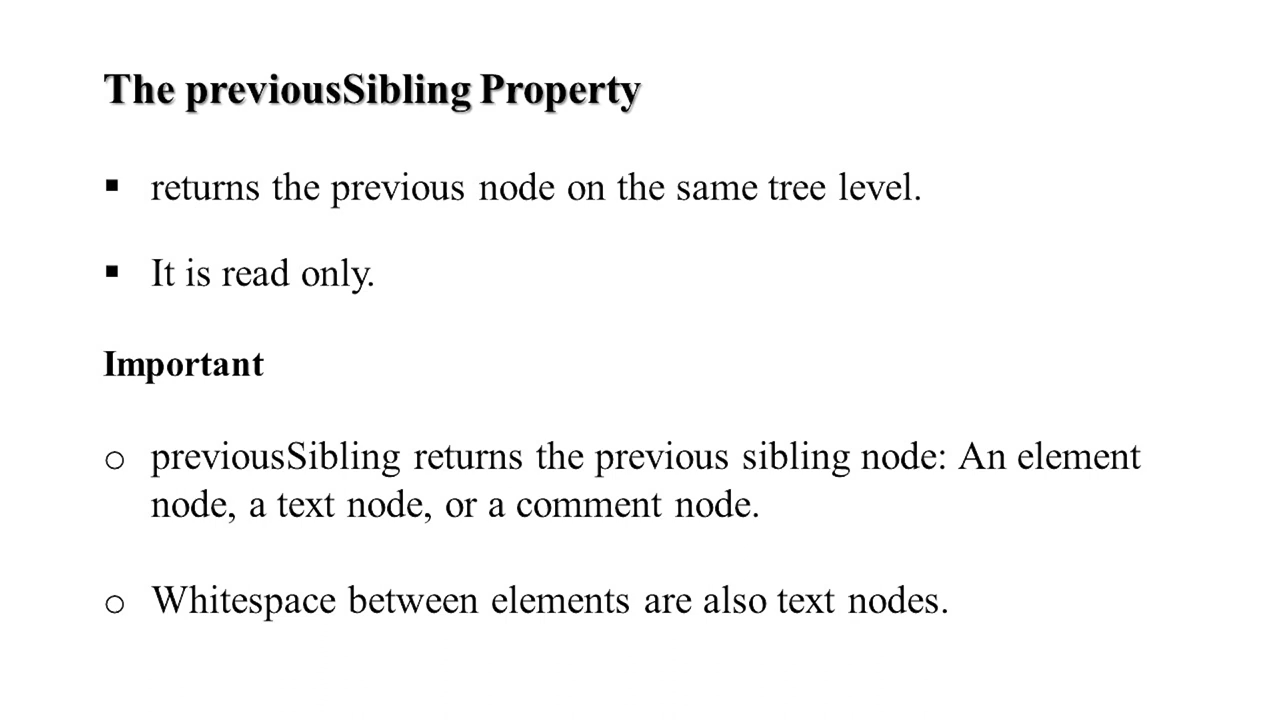 The previousSibling Property
▪ returns the previous node on the same tree level.
▪ It is read only.
Important
o previousSibling returns the previous sibling node: An element
node, a text node, or a comment node.
o Whitespace between elements are also text nodes.